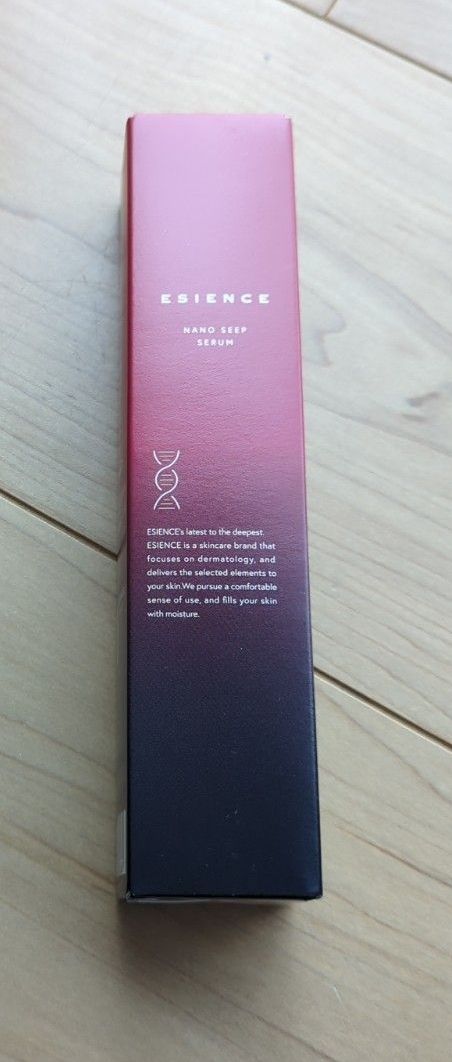 ESIENCE
NANO SEEP
SERUM
ESIENCE's latest to the deepest.
ESIENCE is a skincare brand that
focuses on dermatology, and
delivers the selected elements to
your skin.We pursue a comfortable
sense of use, and fills your skin
with moisture.